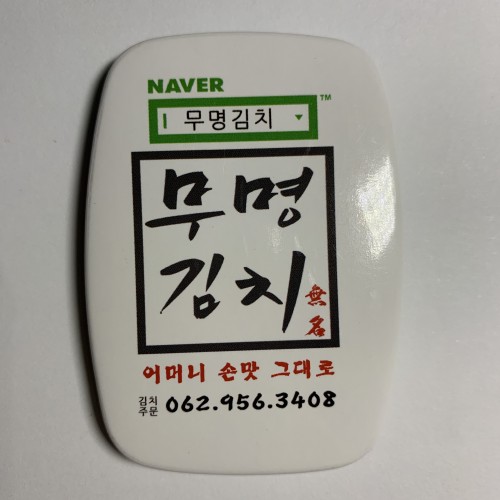 NAVER
무명김치 ™
무명
김치
無名
어머니 손맛 그대로
김치
주문 062.956.3408